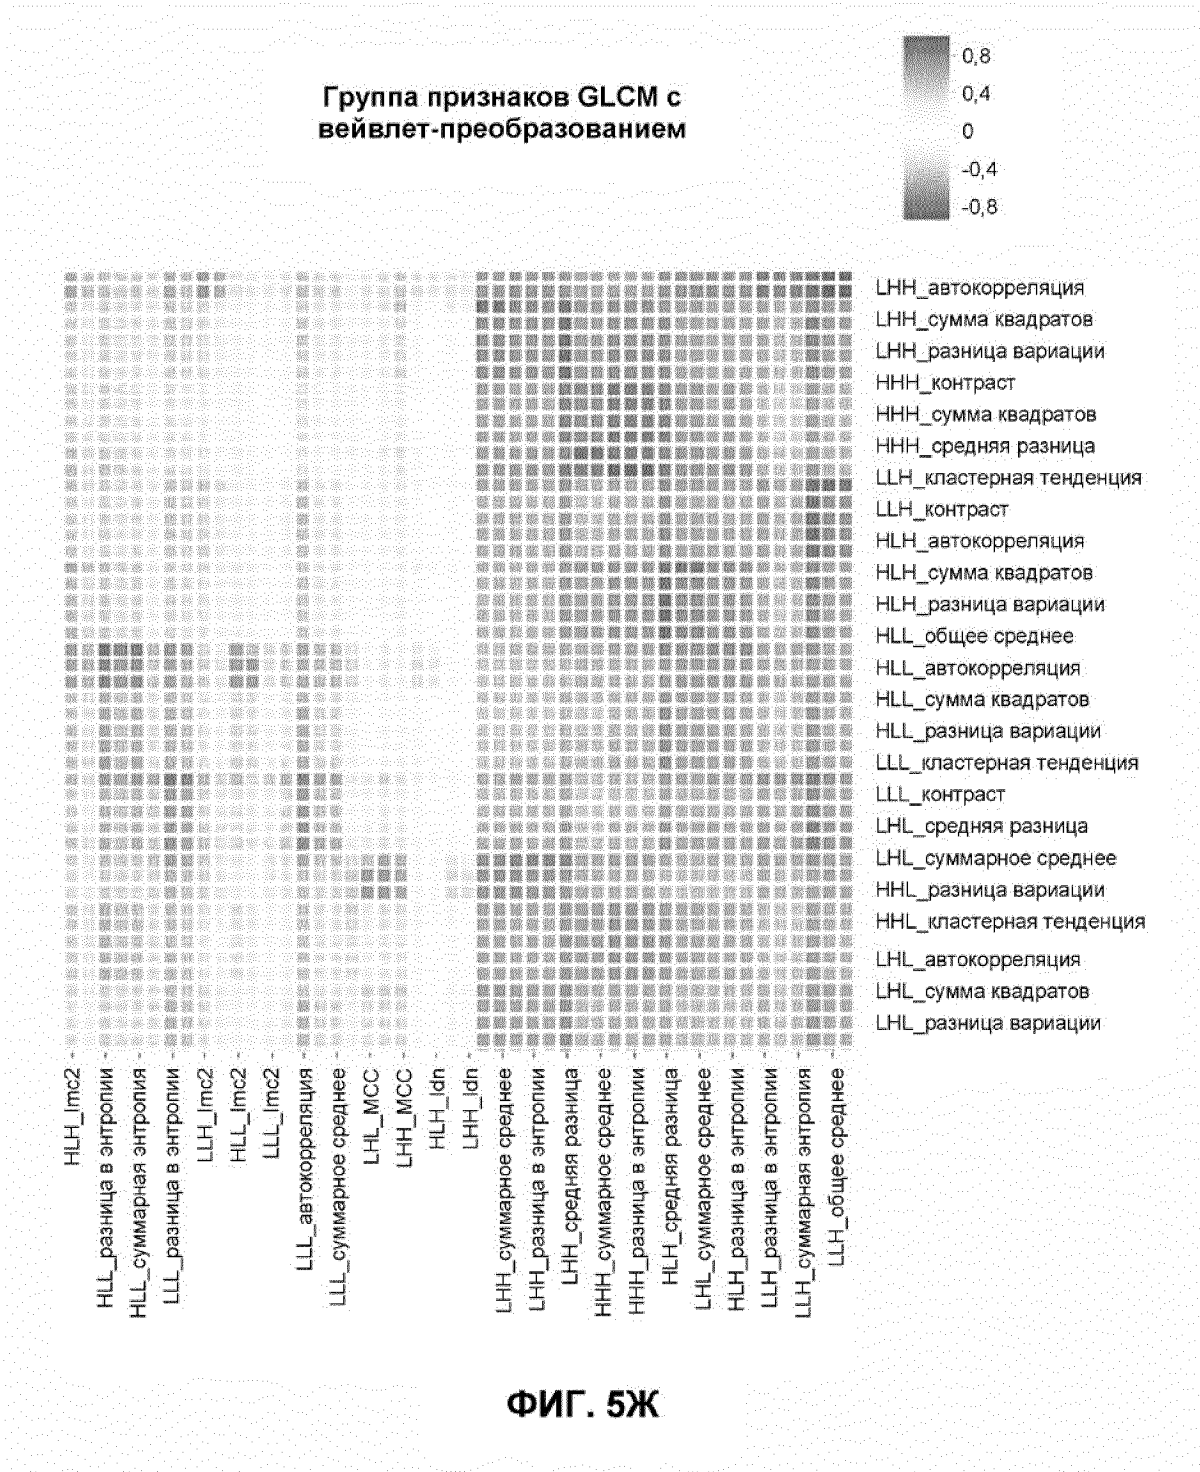 Группа признаков GLCM с
вейвлет-преобразованием
0,8
0,4
0
-0,4
-0,8
LHH_автокорреляция
LHH_сумма квадратов
LHH_разница вариации
HHH_контраст
HHH_сумма квадратов
HHH_средняя разница
LLH_кластерная тенденция
LLH_контраст
HLH_автокорреляция
HLH_сумма квадратов
HLH_разница вариации
HLL_общее среднее
HLL_автокорреляция
HLL_сумма квадратов
HLL_разница вариации
LLL_кластерная тенденция
LLL_контраст
LHL_средняя разница
LHL_суммарное среднее
HHL_разница вариации
HHL_кластерная тенденция
LHL_автокорреляция
LHL_сумма квадратов
LHL_разница вариации
HLH_Imc2
HLL_разница в энтропии
HLL_суммарная энтропия
LLL_разница в энтропии
LLH_Imc2
HLL_Imc2
LLL_Imc2
LLL_автокорреляция
LLL_суммарное среднее
LHL_MCC
LHH_MCC
HLH_Idn
LHH_Idn
LHH_суммарное среднее
LHH_разница в энтропии
LHH_средняя разница
HHH_суммарное среднее
HHH_разница в энтропии
HLH_средняя разница
LHL_суммарное среднее
HLH_разница в энтропии
LLH_разница в энтропии
LLH_суммарная энтропия
LLH_общее среднее
ФИГ. 5Ж